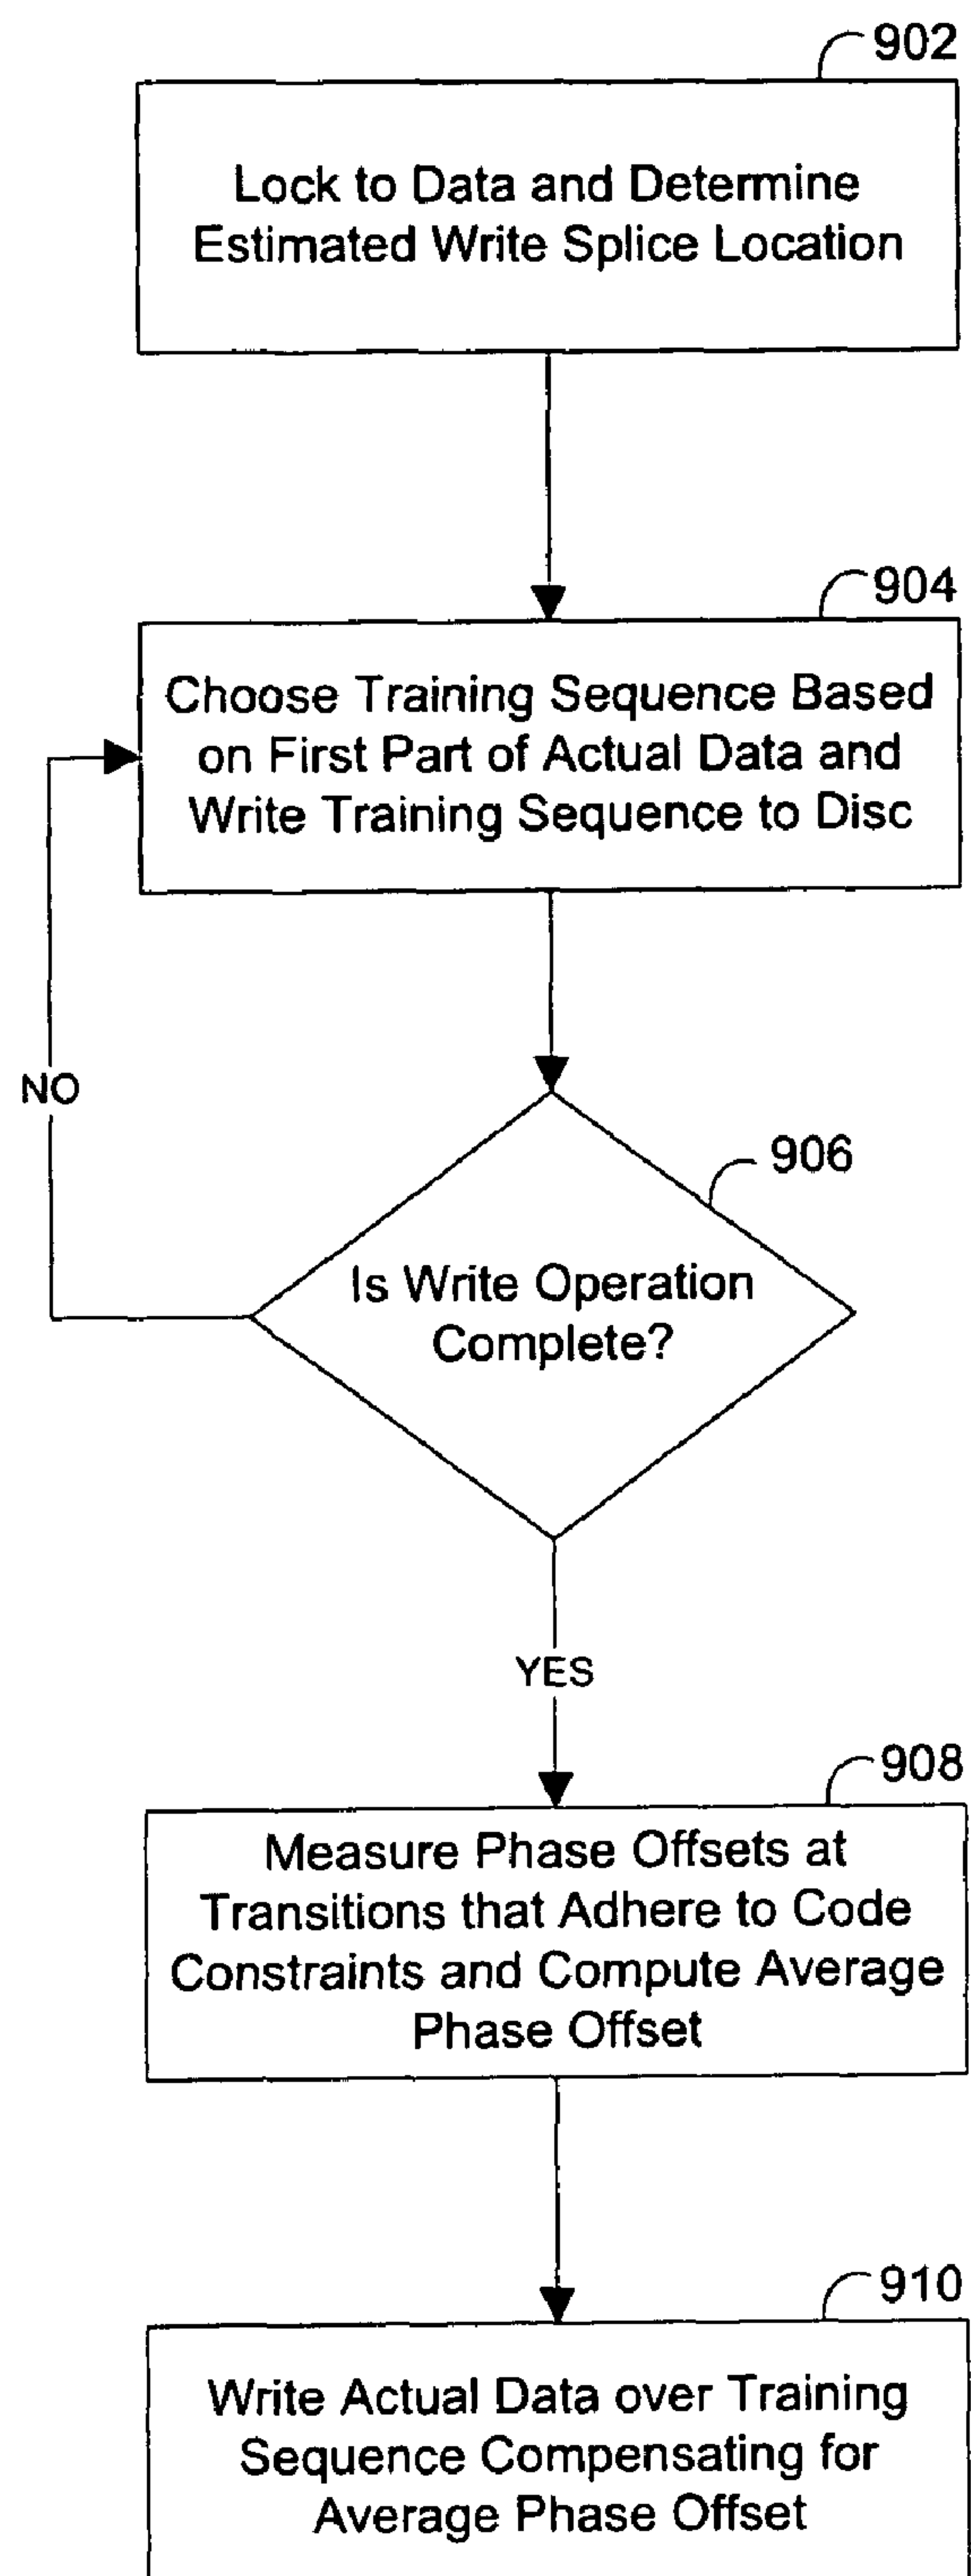 902
Lock to Data and Determine
Estimated Write Splice Location
904
Choose Training Sequence Based
on First Part of Actual Data and
Write Training Sequence to Disc
NO
906
Is Write Operation
Complete?
YES
908
Measure Phase Offsets at
Transitions that Adhere to Code
Constraints and Compute Average
Phase Offset
910
Write Actual Data over Training
Sequence Compensating for
Average Phase Offset